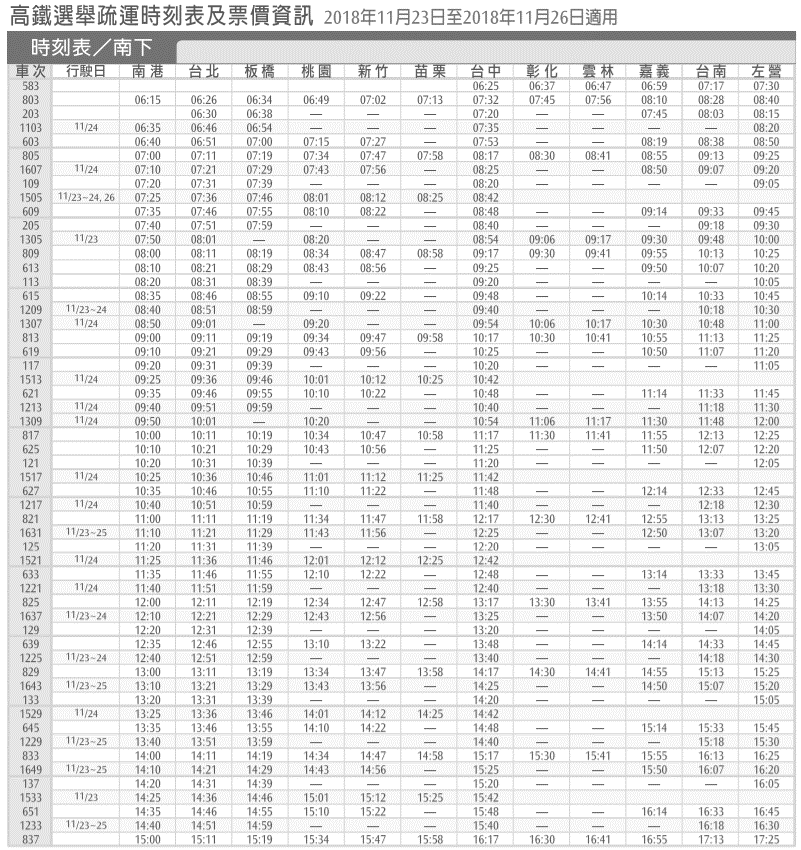 高鐵選舉疏運時刻表及票價資訊 2018年11月23日至2018年11月26日適用
時刻表／南下
車次 行駛日 南港 台北 板橋 桃園 新竹 苗栗 台中 彰化 雲林 嘉義 台南 左營
583 06:25 06:37 06:47 06:59 07:17 07:30
803 06:15 06:26 06:34 06:49 07:02 07:13 07:32 07:45 07:56 08:10 08:28 08:40
203 06:30 06:38 — — — 07:20 — — 07:45 08:03 08:15
1103 11/24 06:35 06:46 06:54 — — — 07:35 — — — — 08:20
603 06:40 06:51 07:00 07:15 07:27 — 07:53 — — 08:19 08:38 08:50
805 07:00 07:11 07:19 07:34 07:47 07:58 08:17 08:30 08:41 08:55 09:13 09:25
1607 11/24 07:10 07:21 07:29 07:43 07:56 — 08:25 — — 08:50 09:07 09:20
109 07:20 07:31 07:39 — — — 08:20 — — — — 09:05
1505 11/23~24, 26 07:25 07:36 07:46 08:01 08:12 08:25 08:42
609 07:35 07:46 07:55 08:10 08:22 — 08:48 — — 09:14 09:33 09:45
205 07:40 07:51 07:59 — — — 08:40 — — — 09:18 09:30
1305 11/23 07:50 08:01 — 08:20 — — 08:54 09:06 09:17 09:30 09:48 10:00
809 08:00 08:11 08:19 08:34 08:47 08:58 09:17 09:30 09:41 09:55 10:13 10:25
613 08:10 08:21 08:29 08:43 08:56 — 09:25 — — 09:50 10:07 10:20
113 08:20 08:31 08:39 — — — 09:20 — — — — 10:05
615 08:35 08:46 08:55 09:10 09:22 — 09:48 — — 10:14 10:33 10:45
1209 11/23~24 08:40 08:51 08:59 — — — 09:40 — — — 10:18 10:30
1307 11/24 08:50 09:01 — 09:20 — — 09:54 10:06 10:17 10:30 10:48 11:00
813 09:00 09:11 09:19 09:34 09:47 09:58 10:17 10:30 10:41 10:55 11:13 11:25
619 09:10 09:21 09:29 09:43 09:56 — 10:25 — — 10:50 11:07 11:20
117 09:20 09:31 09:39 — — — 10:20 — — — — 11:05
1513 11/24 09:25 09:36 09:46 10:01 10:12 10:25 10:42
621 09:35 09:46 09:55 10:10 10:22 — 10:48 — — 11:14 11:33 11:45
1213 11/24 09:40 09:51 09:59 — — — 10:40 — — — 11:18 11:30
1309 11/24 09:50 10:01 — 10:20 — — 10:54 11:06 11:17 11:30 11:48 12:00
817 10:00 10:11 10:19 10:34 10:47 10:58 11:17 11:30 11:41 11:55 12:13 12:25
625 10:10 10:21 10:29 10:43 10:56 — 11:25 — — 11:50 12:07 12:20
121 10:20 10:31 10:39 — — — 11:20 — — — — 12:05
1517 11/24 10:25 10:36 10:46 11:01 11:12 11:25 11:42
627 10:35 10:46 10:55 11:10 11:22 — 11:48 — — 12:14 12:33 12:45
1217 11/24 10:40 10:51 10:59 — — — 11:40 — — — 12:18 12:30
821 11:00 11:11 11:19 11:34 11:47 11:58 12:17 12:30 12:41 12:55 13:13 13:25
1631 11/23~25 11:10 11:21 11:29 11:43 11:56 — 12:25 — — 12:50 13:07 13:20
125 11:20 11:31 11:39 — — — 12:20 — — — — 13:05
1521 11/24 11:25 11:36 11:46 12:01 12:12 12:25 12:42
633 11:35 11:46 11:55 12:10 12:22 — 12:48 — — 13:14 13:33 13:45
1221 11/24 11:40 11:51 11:59 — — — 12:40 — — — 13:18 13:30
825 12:00 12:11 12:19 12:34 12:47 12:58 13:17 13:30 13:41 13:55 14:13 14:25
1637 11/23~24 12:10 12:21 12:29 12:43 12:56 — 13:25 — — 13:50 14:07 14:20
129 12:20 12:31 12:39 — — — 13:20 — — — — 14:05
639 12:35 12:46 12:55 13:10 13:22 — 13:48 — — 14:14 14:33 14:45
1225 11/23~24 12:40 12:51 12:59 — — — 13:40 — — — 14:18 14:30
829 13:00 13:11 13:19 13:34 13:47 13:58 14:17 14:30 14:41 14:55 15:13 15:25
1643 11/23~25 13:10 13:21 13:29 13:43 13:56 — 14:25 — — 14:50 15:07 15:20
133 13:20 13:31 13:39 — — — 14:20 — — — — 15:05
1529 11/24 13:25 13:36 13:46 14:01 14:12 14:25 14:42
645 13:35 13:46 13:55 14:10 14:22 — 14:48 — — 15:14 15:33 15:45
1229 11/23~25 13:40 13:51 13:59 — — — 14:40 — — — 15:18 15:30
833 14:00 14:11 14:19 14:34 14:47 14:58 15:17 15:30 15:41 15:55 16:13 16:25
1649 11/23~25 14:10 14:21 14:29 14:43 14:56 — 15:25 — — 15:50 16:07 16:20
137 14:20 14:31 14:39 — — — 15:20 — — — — 16:05
1533 11/23 14:25 14:36 14:46 15:01 15:12 15:25 15:42
651 14:35 14:46 14:55 15:10 15:22 — 15:48 — — 16:14 16:33 16:45
1233 11/23~25 14:40 14:51 14:59 — — — 15:40 — — — 16:18 16:30
837 15:00 15:11 15:19 15:34 15:47 15:58 16:17 16:30 16:41 16:55 17:13 17:25